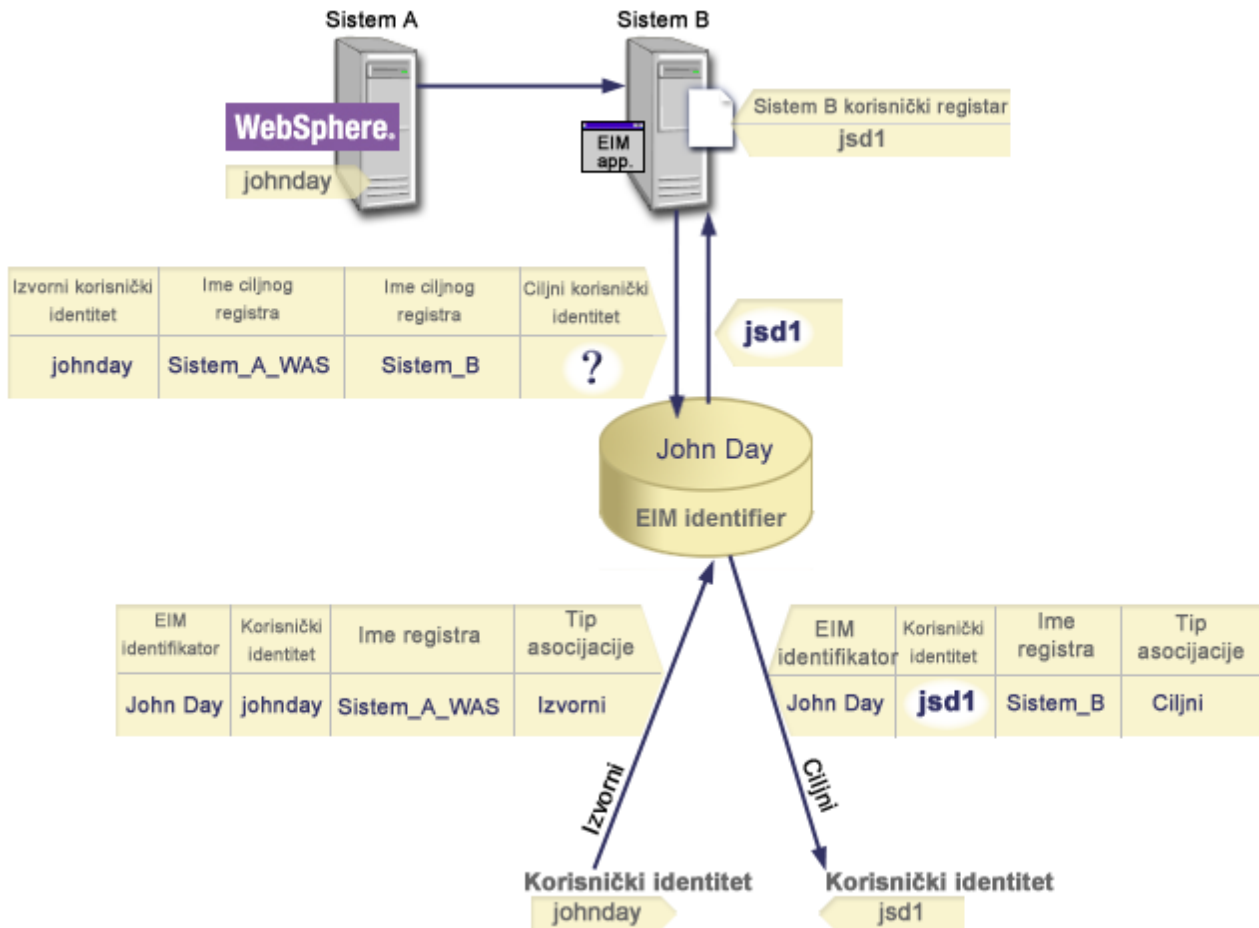 Sistem A
Sistem B
WebSphere.
johnday
EIM
app.
Sistem B korisnički registar
jsd1
Izvorni korisnički
identitet
Ime ciljnog
registra
Ime ciljnog
registra
Ciljni korisnički
identitet
johnday
Sistem_A_WAS
Sistem_B
?
jsd1
John Day
EIM identifier
EIM
identifikator
Korisnički
identitet
Ime registra
Tip
asocijacije
John Day
johnday
Sistem_A_WAS
Izvorni
EIM
identifikator
Korisnički
identitet
Ime
registra
Tip
asocijacije
John Day
jsd1
Sistem_B
Ciljni
Izvorni
Ciljni
Korisnički identitet
johnday
Korisnički identitet
jsd1